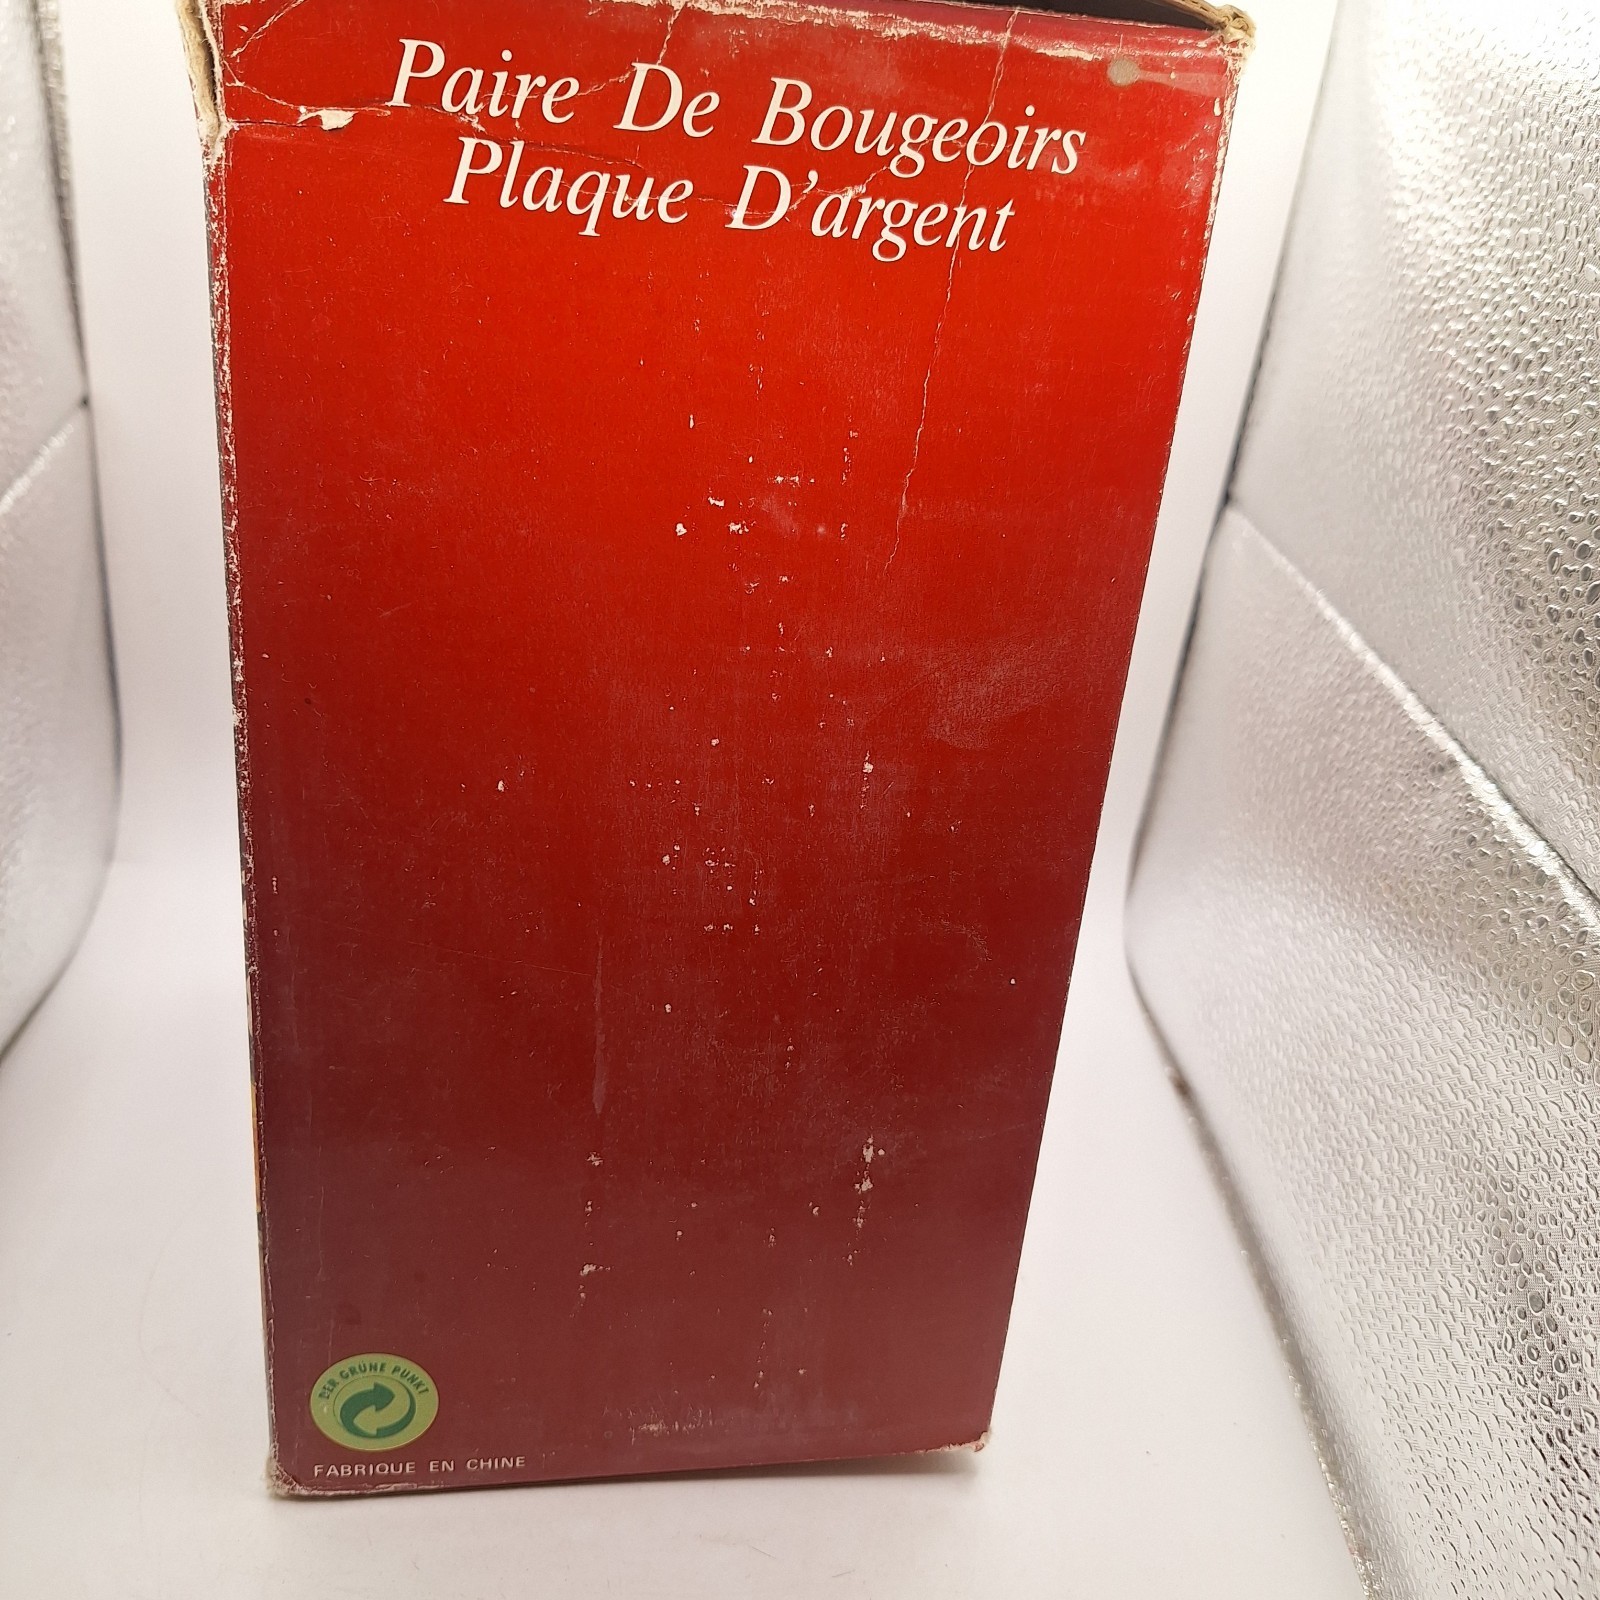 Paire De Bougeoirs
Plaque D'argent
DER GRÜNE PUNKT
FABRIQUE EN CHINE